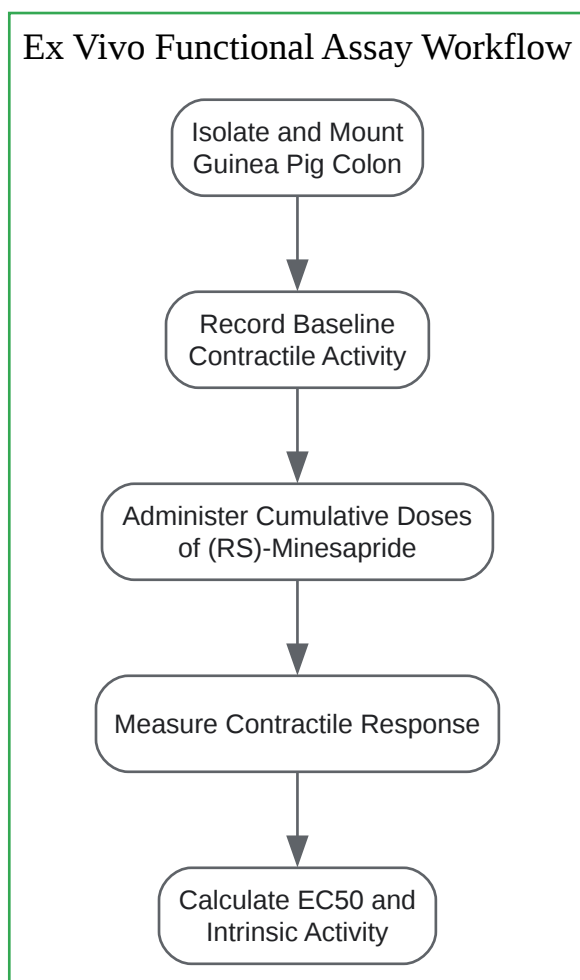 Ex Vivo Functional Assay Workflow
Isolate and Mount
Guinea Pig Colon
Record Baseline
Contractile Activity
Administer Cumulative Doses
of (RS)-Minesapride
Measure Contractile Response
Calculate EC50 and
Intrinsic Activity